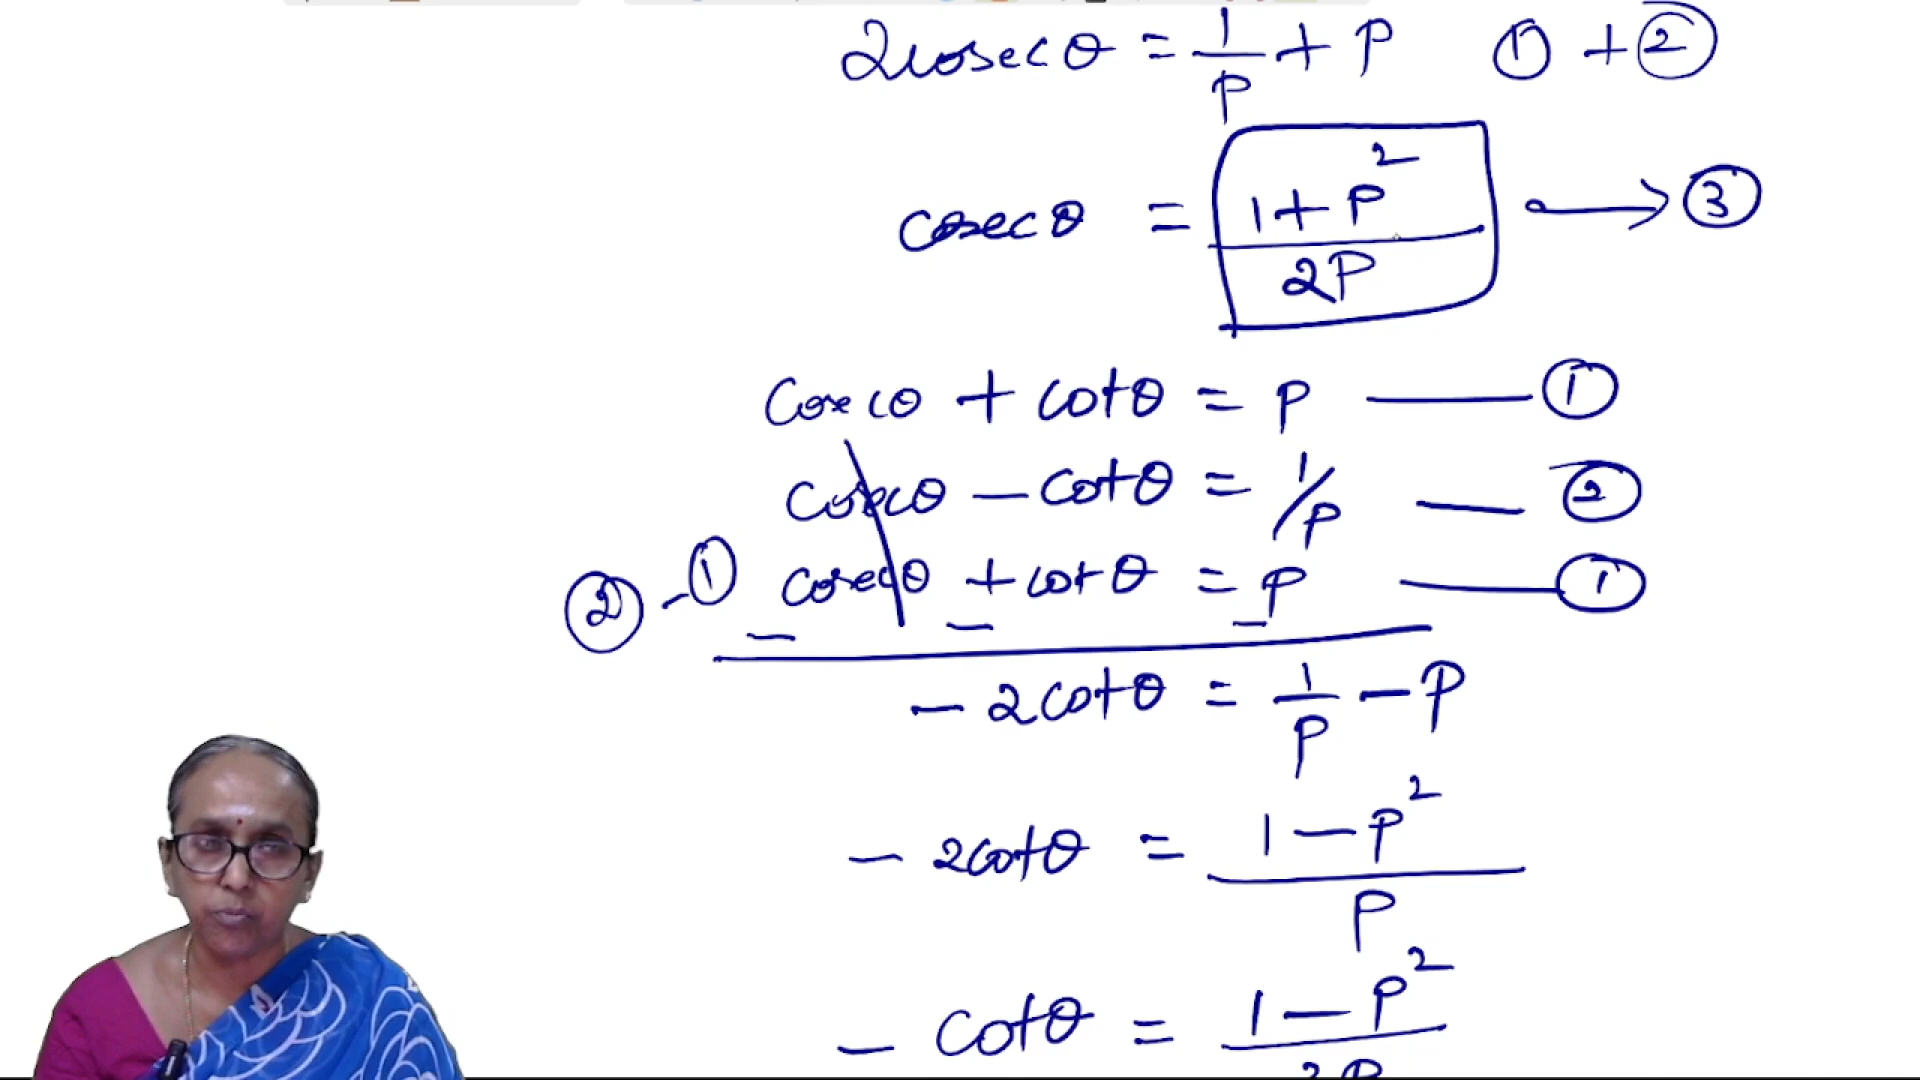 2cosecθ = 1/P + P ① + ②
cosecθ = (1+P²)/2P → ③
cosecθ + cotθ = P — ①
cosecθ − cotθ = 1/P — ②
② − ① cosecθ + cotθ = P — ①
− − −
− 2cotθ = 1/P − P
− 2cotθ = (1 − P²)/P
− cotθ = (1 − P²)/2P